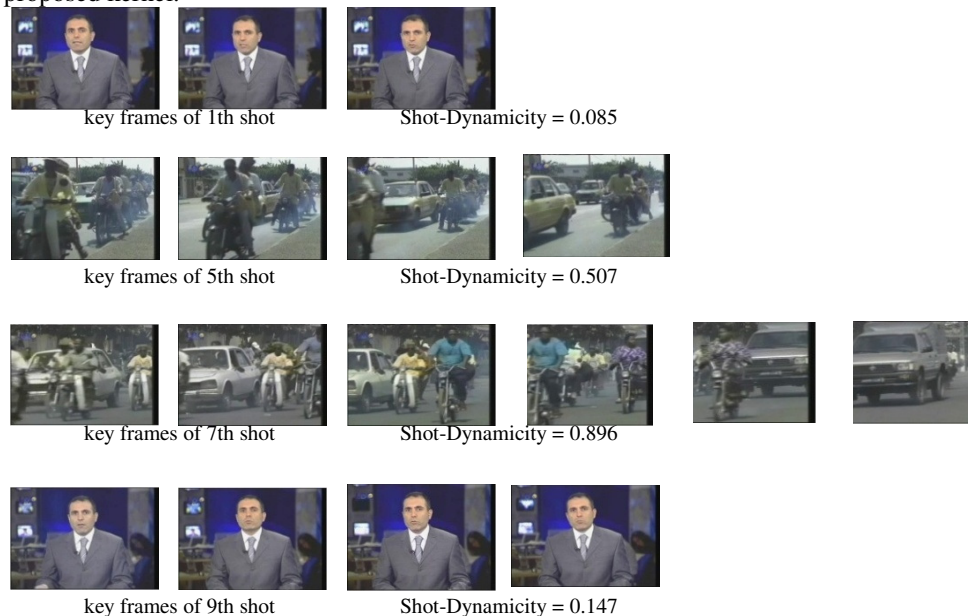 proposed kernel.
key frames of 1th shot Shot-Dynamicity = 0.085
key frames of 5th shot Shot-Dynamicity = 0.507
key frames of 7th shot Shot-Dynamicity = 0.896
key frames of 9th shot Shot-Dynamicity = 0.147